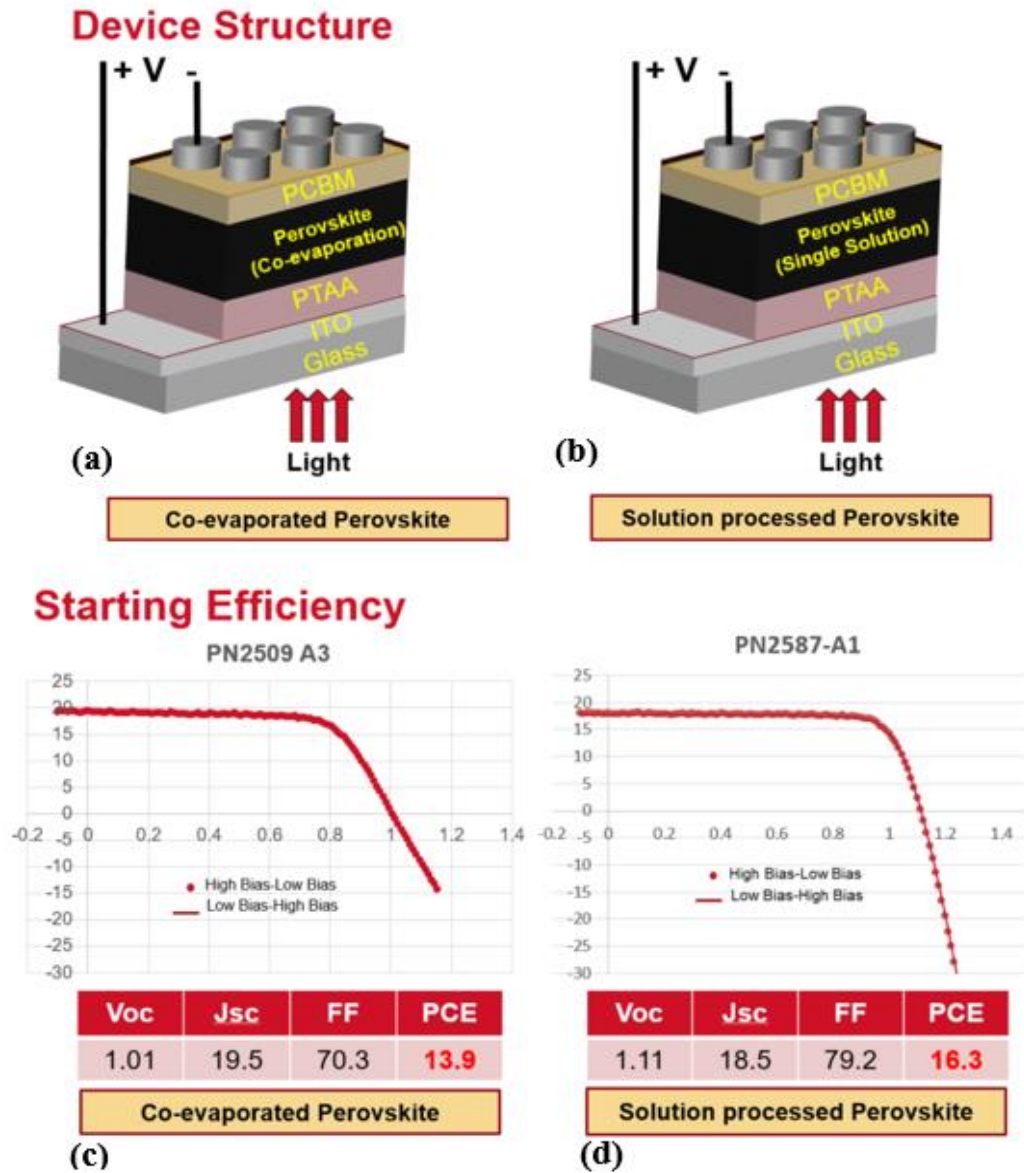 Device Structure
+ V -
PCBM
Perovskite
(Co-evaporation)
PTAA
ITO
Glass
(a)
Light
Co-evaporated Perovskite
+ V -
PCBM
Perovskite
(Single Solution)
PTAA
ITO
Glass
(b)
Light
Solution processed Perovskite
Starting Efficiency
PN2509 A3
25
20
15
10
5
0
-5
-10
-15
-20
-25
-30
-0.2 0 0.2 0.4 0.6 0.8 1 1.2 1.4
High Bias-Low Bias
Low Bias-High Bias
Voc Jsc FF PCE
1.01 19.5 70.3 13.9
Co-evaporated Perovskite
(c)
PN2587-A1
25
20
15
10
5
0
-5
-10
-15
-20
-25
-30
-0.2 0 0.2 0.4 0.6 0.8 1 1.2 1.4
High Bias-Low Bias
Low Bias-High Bias
Voc Jsc FF PCE
1.11 18.5 79.2 16.3
Solution processed Perovskite
(d)